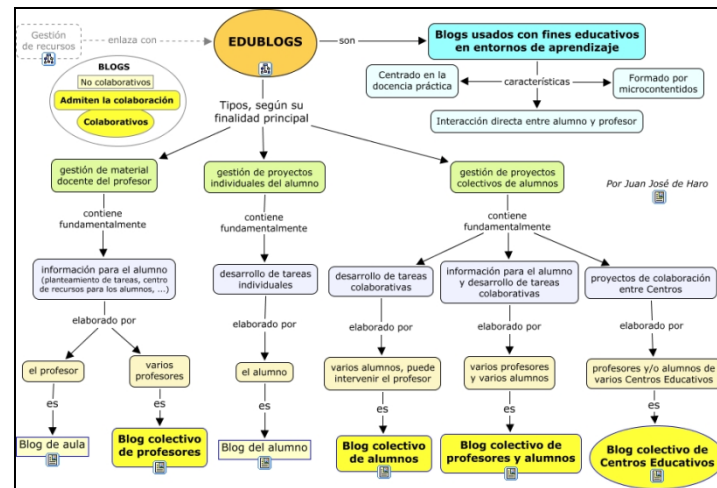 Gestión
de recursos
enlaza con
EDUBLOGS
son
Blogs usados con fines educativos
en entornos de aprendizaje
BLOGS
No colaborativos
Admiten la colaboración
Colaborativos
Centrado en la
docencia práctica
características
Formado por
microcontenidos
Interacción directa entre alumno y profesor
Tipos, según su
finalidad principal
gestión de material
docente del profesor
gestión de proyectos
individuales del alumno
gestión de proyectos
colectivos de alumnos
Por Juan José de Haro
contiene
fundamentalmente
contiene
fundamentalmente
contiene
fundamentalmente
información para el alumno
(planteamiento de tareas, centro
de recursos para los alumnos, ...)
desarrollo de tareas
individuales
desarrollo de tareas
colaborativas
información para el alumno
y desarrollo de tareas
colaborativas
proyectos de colaboración
entre Centros
elaborado por
elaborado por
elaborado por
elaborado por
elaborado por
el profesor
varios
profesores
el alumno
varios alumnos, puede
intervenir el profesor
varios profesores
y varios alumnos
profesores y/o alumnos de
varios Centros Educativos
es
es
es
es
es
es
Blog de aula
Blog colectivo
de profesores
Blog del alumno
Blog colectivo
de alumnos
Blog colectivo de
profesores y alumnos
Blog colectivo de
Centros Educativos